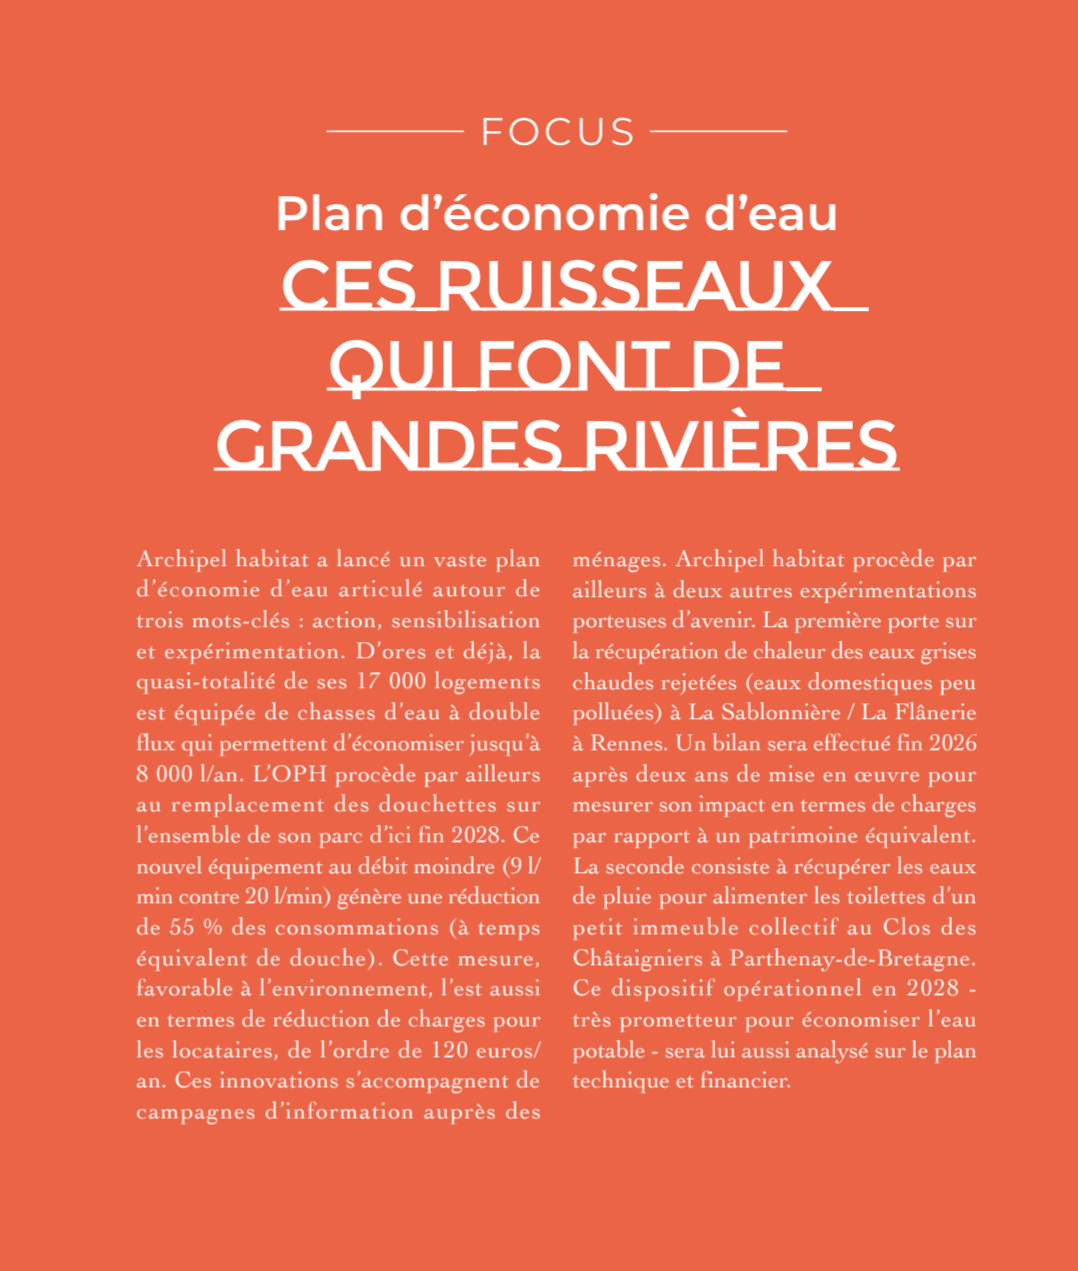 FOCUS
Plan d’économie d’eau
CES RUISSEAUX
QUI FONT DE
GRANDES RIVIÈRES
Archipel habitat a lancé un vaste plan
d’économie d’eau articulé autour de
trois mots-clés : action, sensibilisation
et expérimentation. D’ores et déjà, la
quasi-totalité de ses 17 000 logements
est équipée de chasses d’eau à double
flux qui permettent d’économiser jusqu’à
8 000 l/an. L’OPH procède par ailleurs
au remplacement des douchettes sur
l’ensemble de son parc d’ici fin 2028. Ce
nouvel équipement au débit moindre (9 l/
min contre 20 l/min) génère une réduction
de 55 % des consommations (à temps
équivalent de douche). Cette mesure,
favorable à l’environnement, l’est aussi
en termes de réduction de charges pour
les locataires, de l’ordre de 120 euros/
an. Ces innovations s’accompagnent de
campagnes d’information auprès des
ménages. Archipel habitat procède par
ailleurs à deux autres expérimentations
porteuses d’avenir. La première porte sur
la récupération de chaleur des eaux grises
chaudes rejetées (eaux domestiques peu
polluées) à La Sablonnière / La Flânerie
à Rennes. Un bilan sera effectué fin 2026
après deux ans de mise en œuvre pour
mesurer son impact en termes de charges
par rapport à un patrimoine équivalent.
La seconde consiste à récupérer les eaux
de pluie pour alimenter les toilettes d’un
petit immeuble collectif au Clos des
Châtaigniers à Parthenay-de-Bretagne.
Ce dispositif opérationnel en 2028 -
très prometteur pour économiser l’eau
potable - sera lui aussi analysé sur le plan
technique et financier.